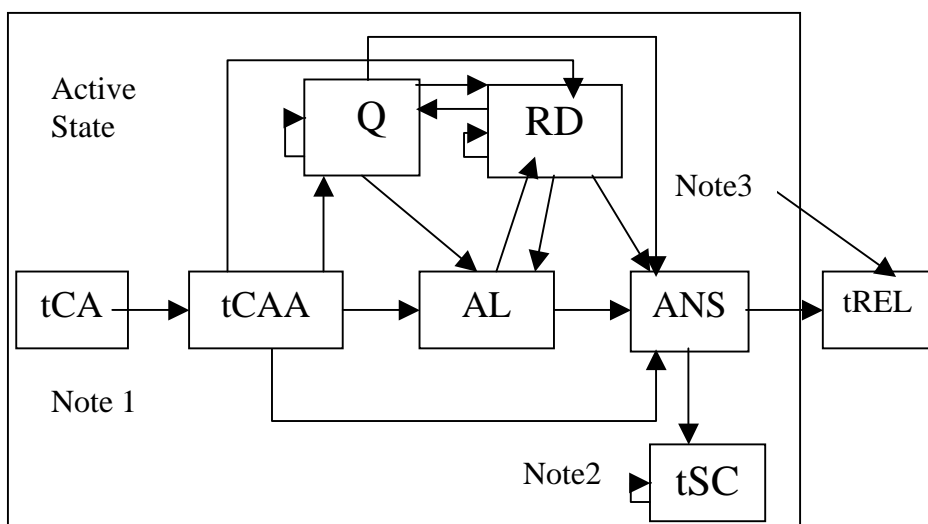 Active
State
Q
RD
Note3
tCA
tCAA
AL
ANS
tREL
Note 1
Note2
tSC